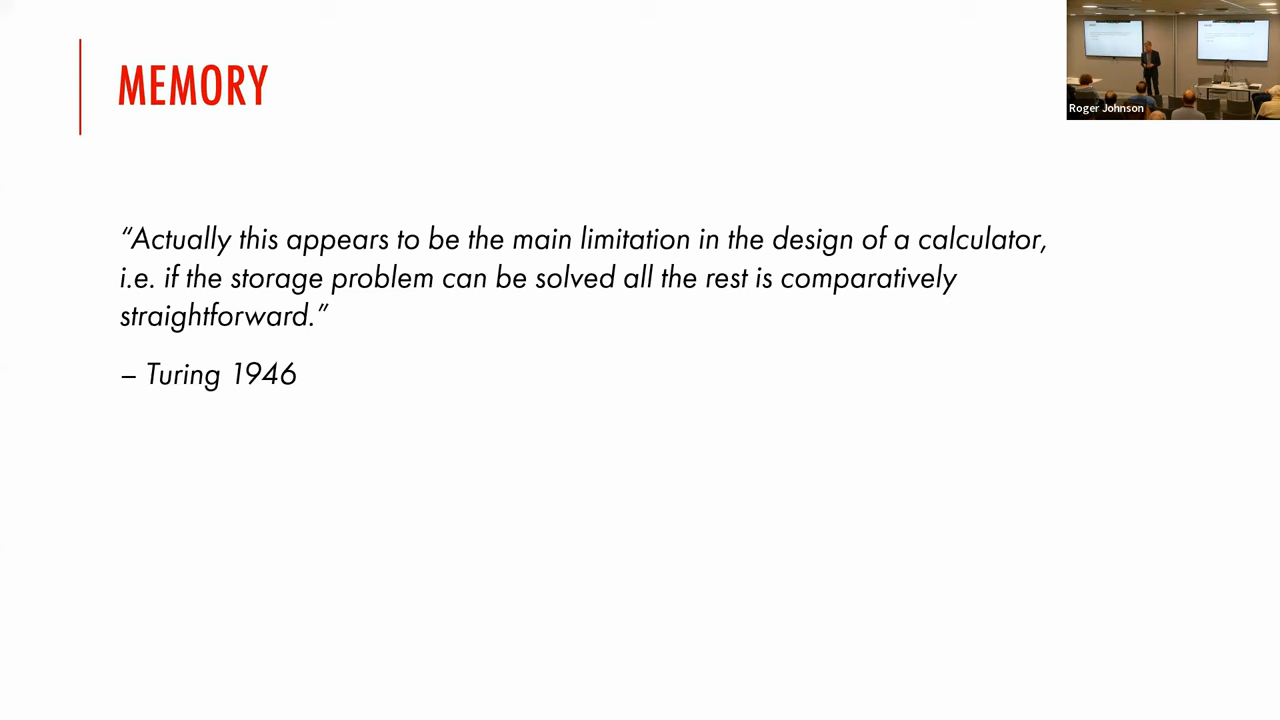 MEMORY
“Actually this appears to be the main limitation in the design of a calculator,
i.e. if the storage problem can be solved all the rest is comparatively
straightforward.”
– Turing 1946
Roger Johnson